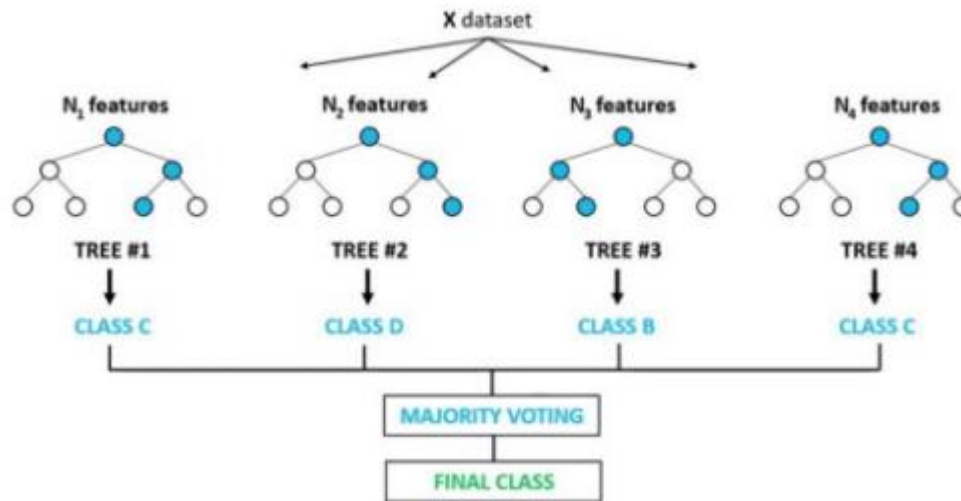 X dataset
N₁ features
N₂ features
N₃ features
N₄ features
TREE #1
TREE #2
TREE #3
TREE #4
CLASS C
CLASS D
CLASS B
CLASS C
MAJORITY VOTING
FINAL CLASS